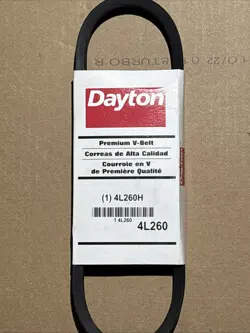 Dayton
Premium V-Belt
Correas de Alta Calidad
Courroie en V
de Première Qualité
(1) 4L260H
1 4L260
4L260